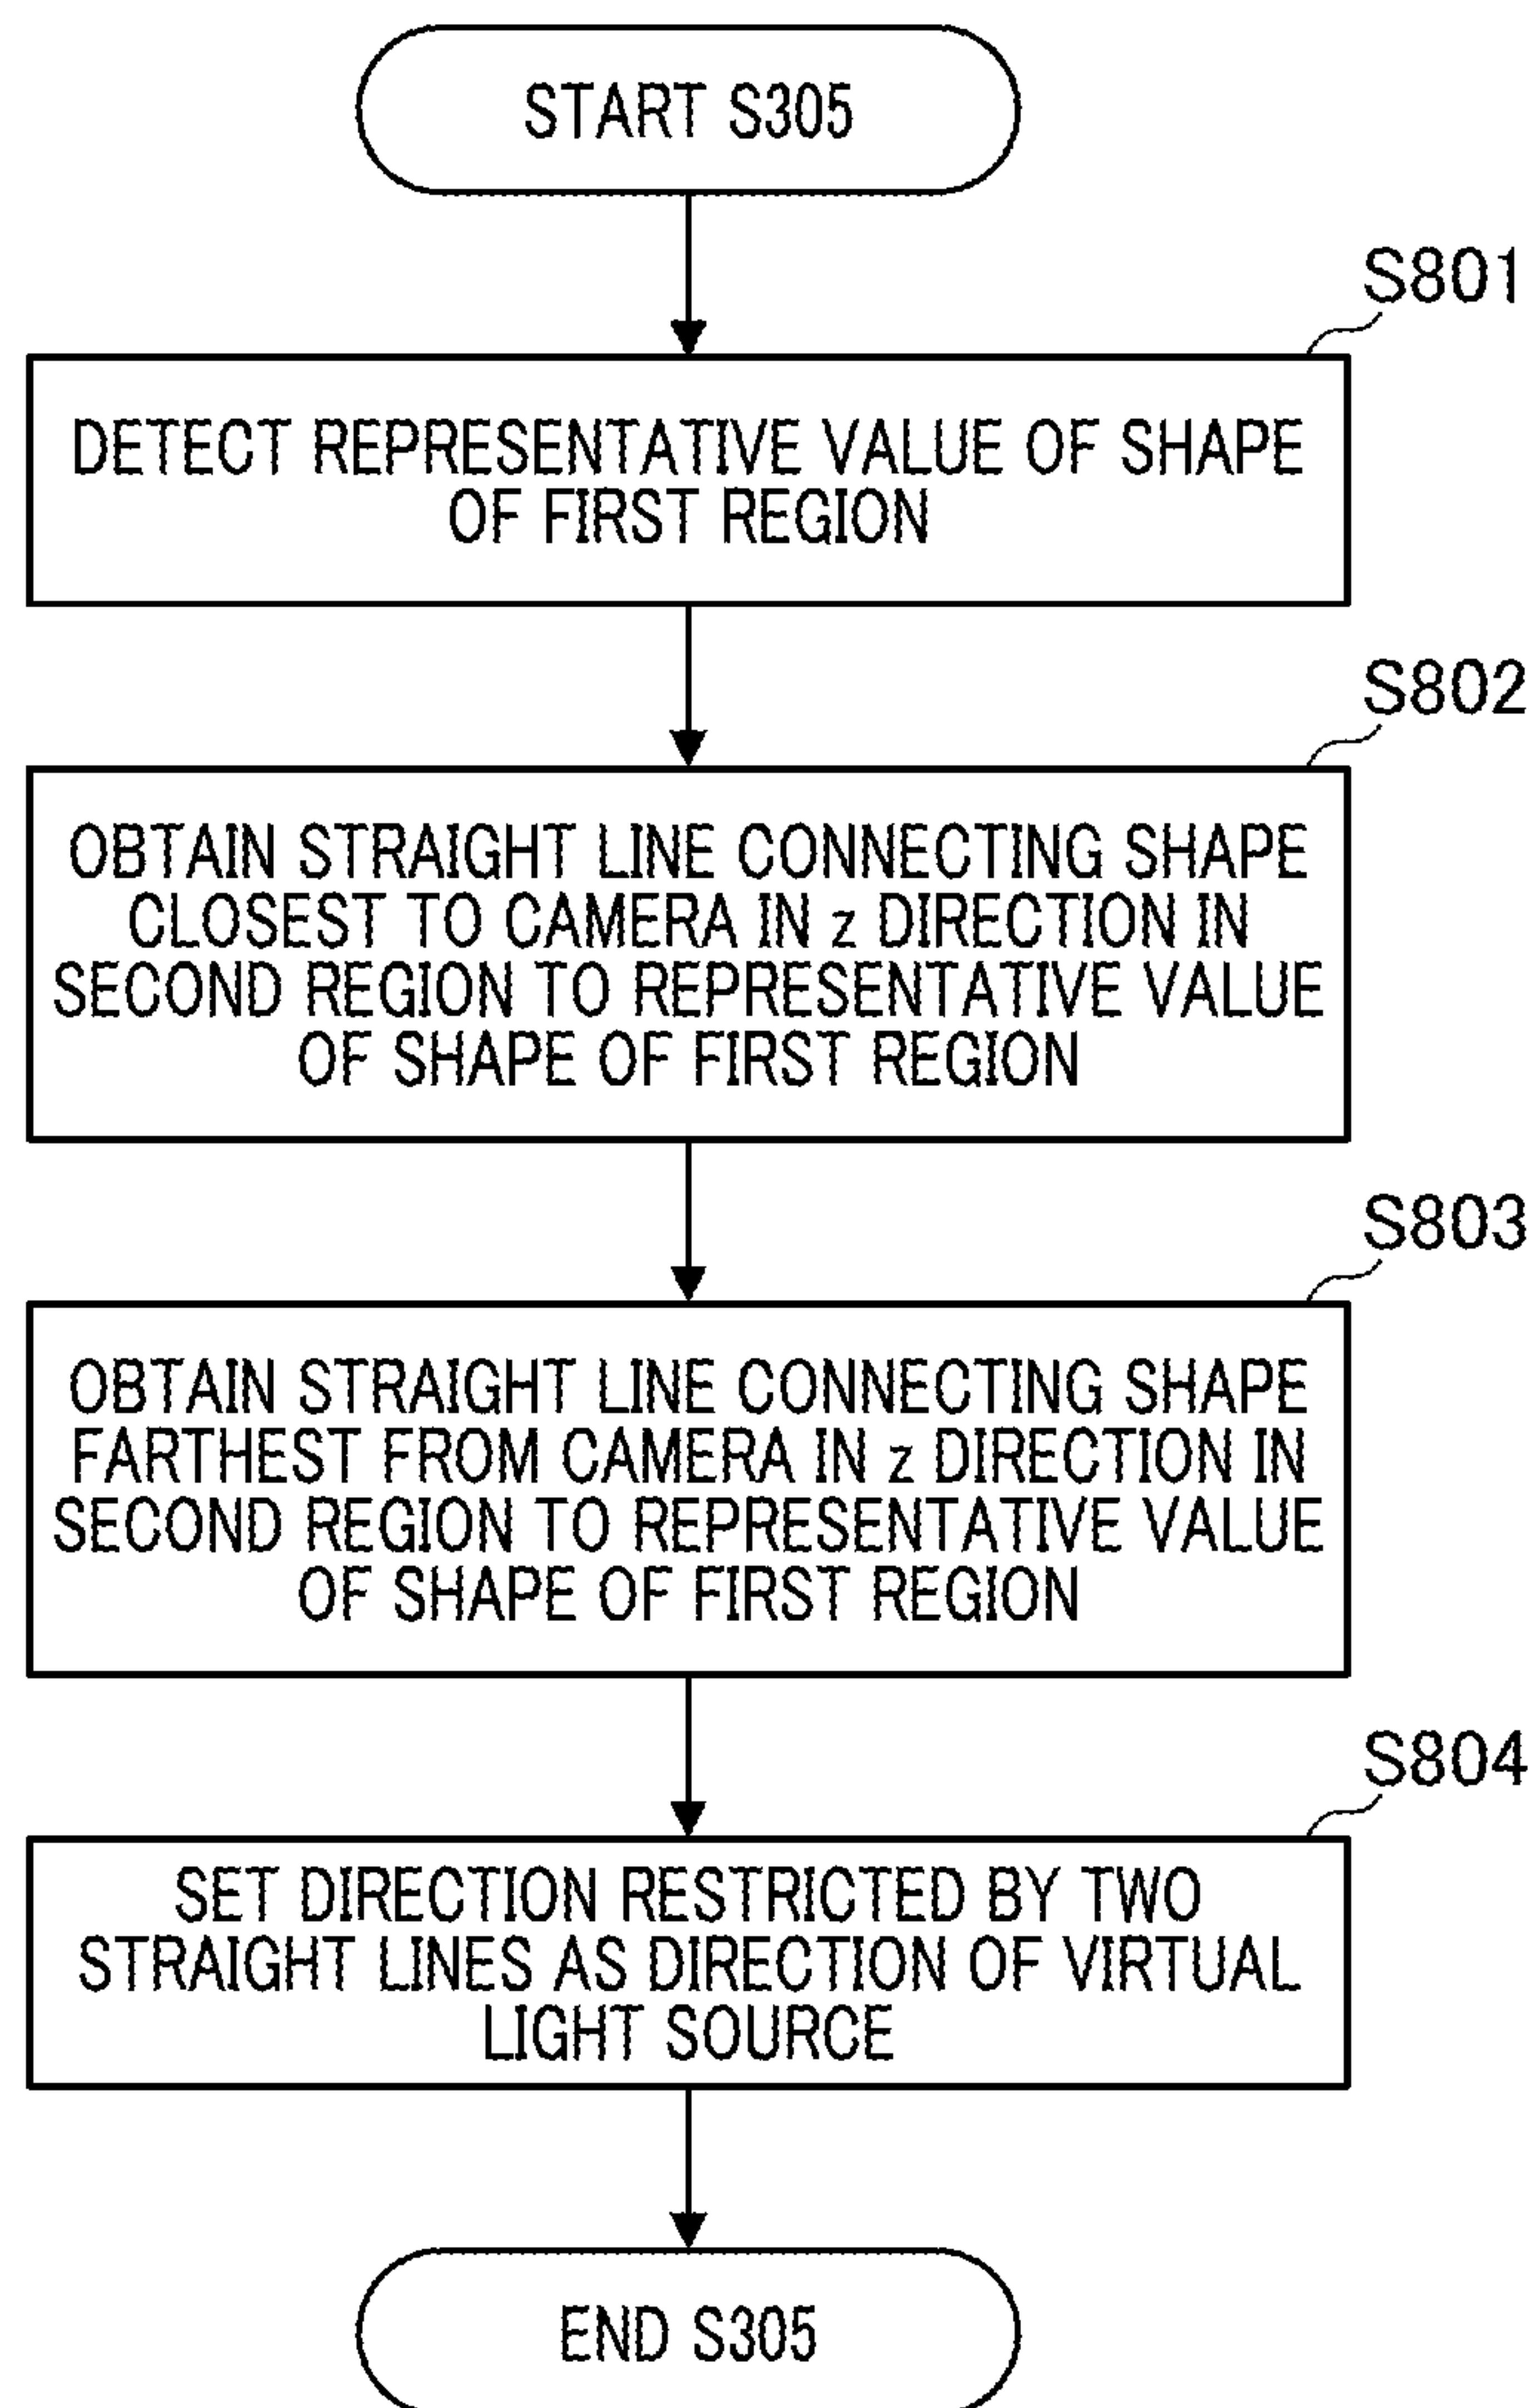 START S305
S801
DETECT REPRESENTATIVE VALUE OF SHAPE
OF FIRST REGION
S802
OBTAIN STRAIGHT LINE CONNECTING SHAPE
CLOSEST TO CAMERA IN z DIRECTION IN
SECOND REGION TO REPRESENTATIVE VALUE
OF SHAPE OF FIRST REGION
S803
OBTAIN STRAIGHT LINE CONNECTING SHAPE
FARTHEST FROM CAMERA IN z DIRECTION IN
SECOND REGION TO REPRESENTATIVE VALUE
OF SHAPE OF FIRST REGION
S804
SET DIRECTION RESTRICTED BY TWO
STRAIGHT LINES AS DIRECTION OF VIRTUAL
LIGHT SOURCE
END S305